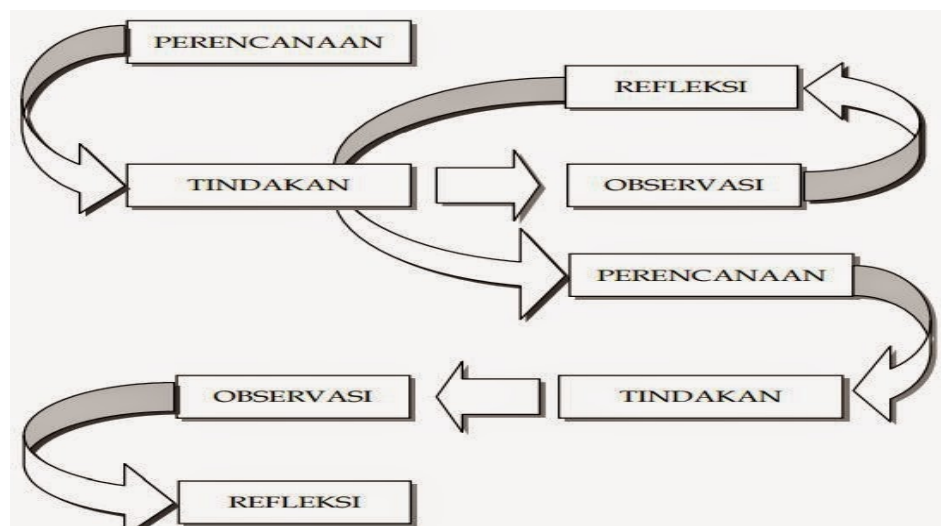 PERENCANAAN
TINDAKAN
OBSERVASI
REFLEKSI
PERENCANAAN
TINDAKAN
OBSERVASI
REFLEKSI